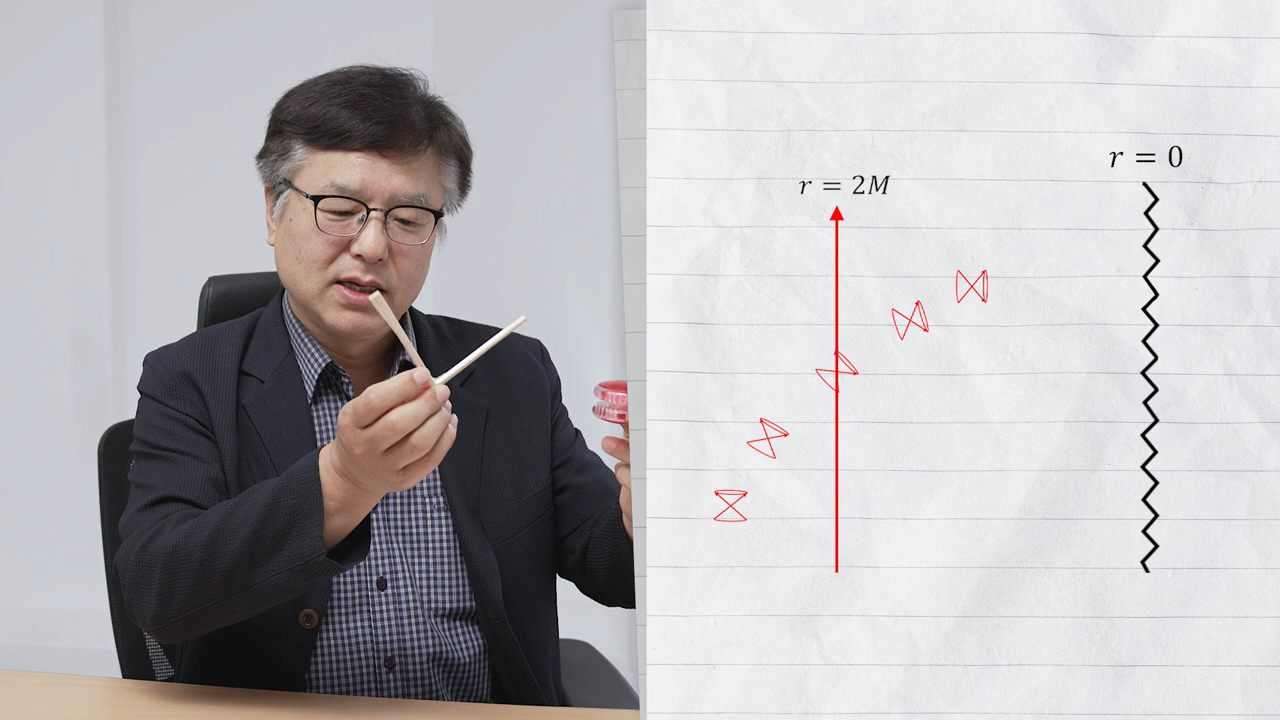 r = 2M
r = 0